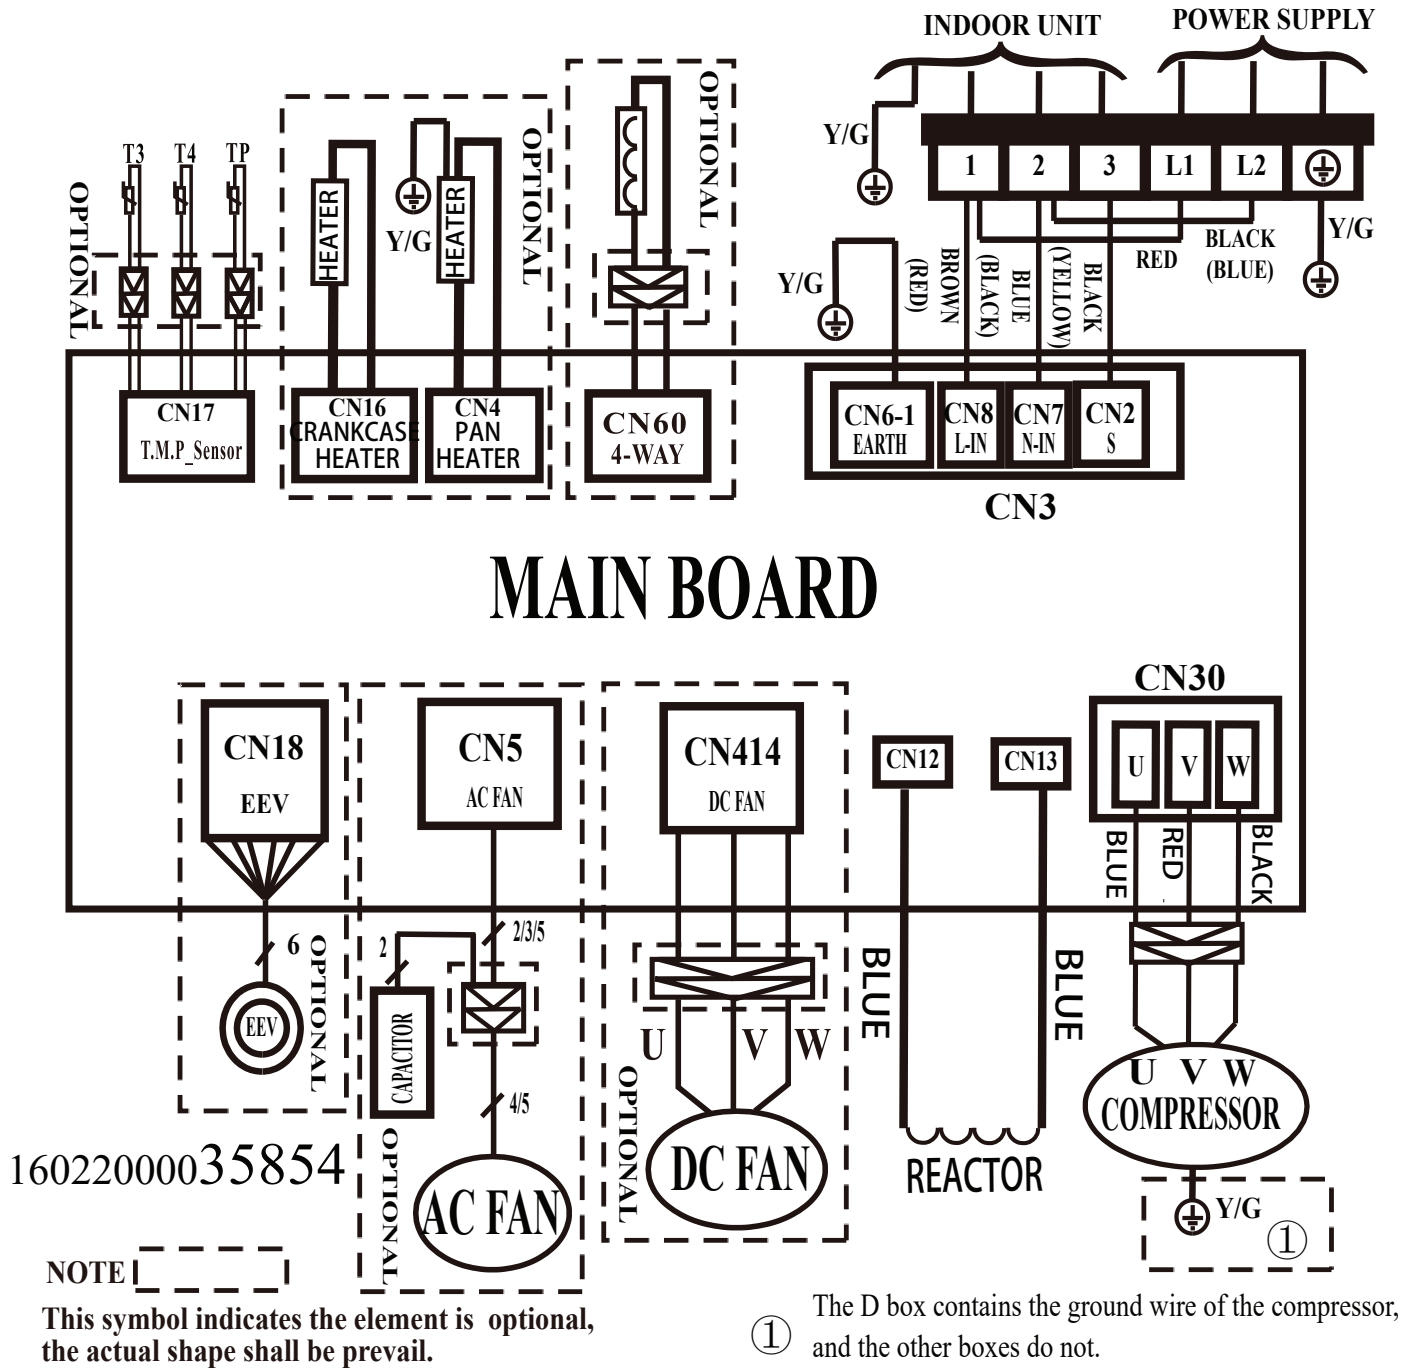 INDOOR UNIT
POWER SUPPLY
OPTIONAL
OPTIONAL
OPTIONAL
T3
T4
TP
Y/G
Y/G
HEATER
HEATER
1
2
3
L1
L2
Y/G
Y/G
RED
BLACK
(BLUE)
(RED)
BROWN
(BLACK)
BLUE
(YELLOW)
BLACK
CN17
T.M.P_Sensor
CN16
CRANKCASE
HEATER
CN4
PAN
HEATER
CN60
4-WAY
CN6-1
EARTH
CN8
L-IN
CN7
N-IN
CN2
S
CN3
MAIN BOARD
CN30
CN18
EEV
CN5
AC FAN
CN414
DC FAN
CN12
CN13
U
V
W
BLUE
RED
BLACK
6
OPTIONAL
EEV
2
2/3/5
CAPACITOR
4/5
OPTIONAL
AC FAN
U
V
W
OPTIONAL
DC FAN
BLUE
BLUE
REACTOR
U V W
COMPRESSOR
Y/G
①
16022000035854
NOTE
This symbol indicates the element is optional,
the actual shape shall be prevail.
①
The D box contains the ground wire of the compressor,
and the other boxes do not.